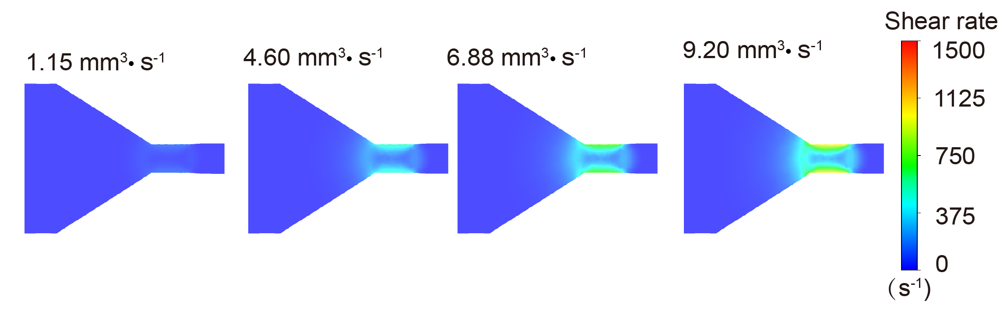 Shear rate
1.15 mm³• s⁻¹
4.60 mm³• s⁻¹
6.88 mm³• s⁻¹
9.20 mm³• s⁻¹
1500
1125
750
375
0
(s⁻¹)